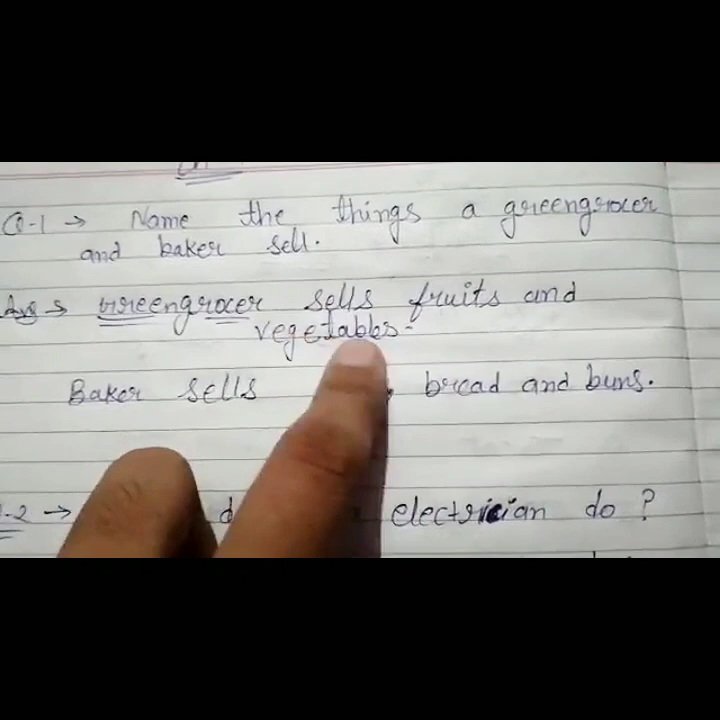 Q-1 → Name the things a greengrocer
and baker sell.
Ans → Greengrocer sells fruits and
vegetables.
Baker sells , bread and buns.
-2 → d electrician do ?